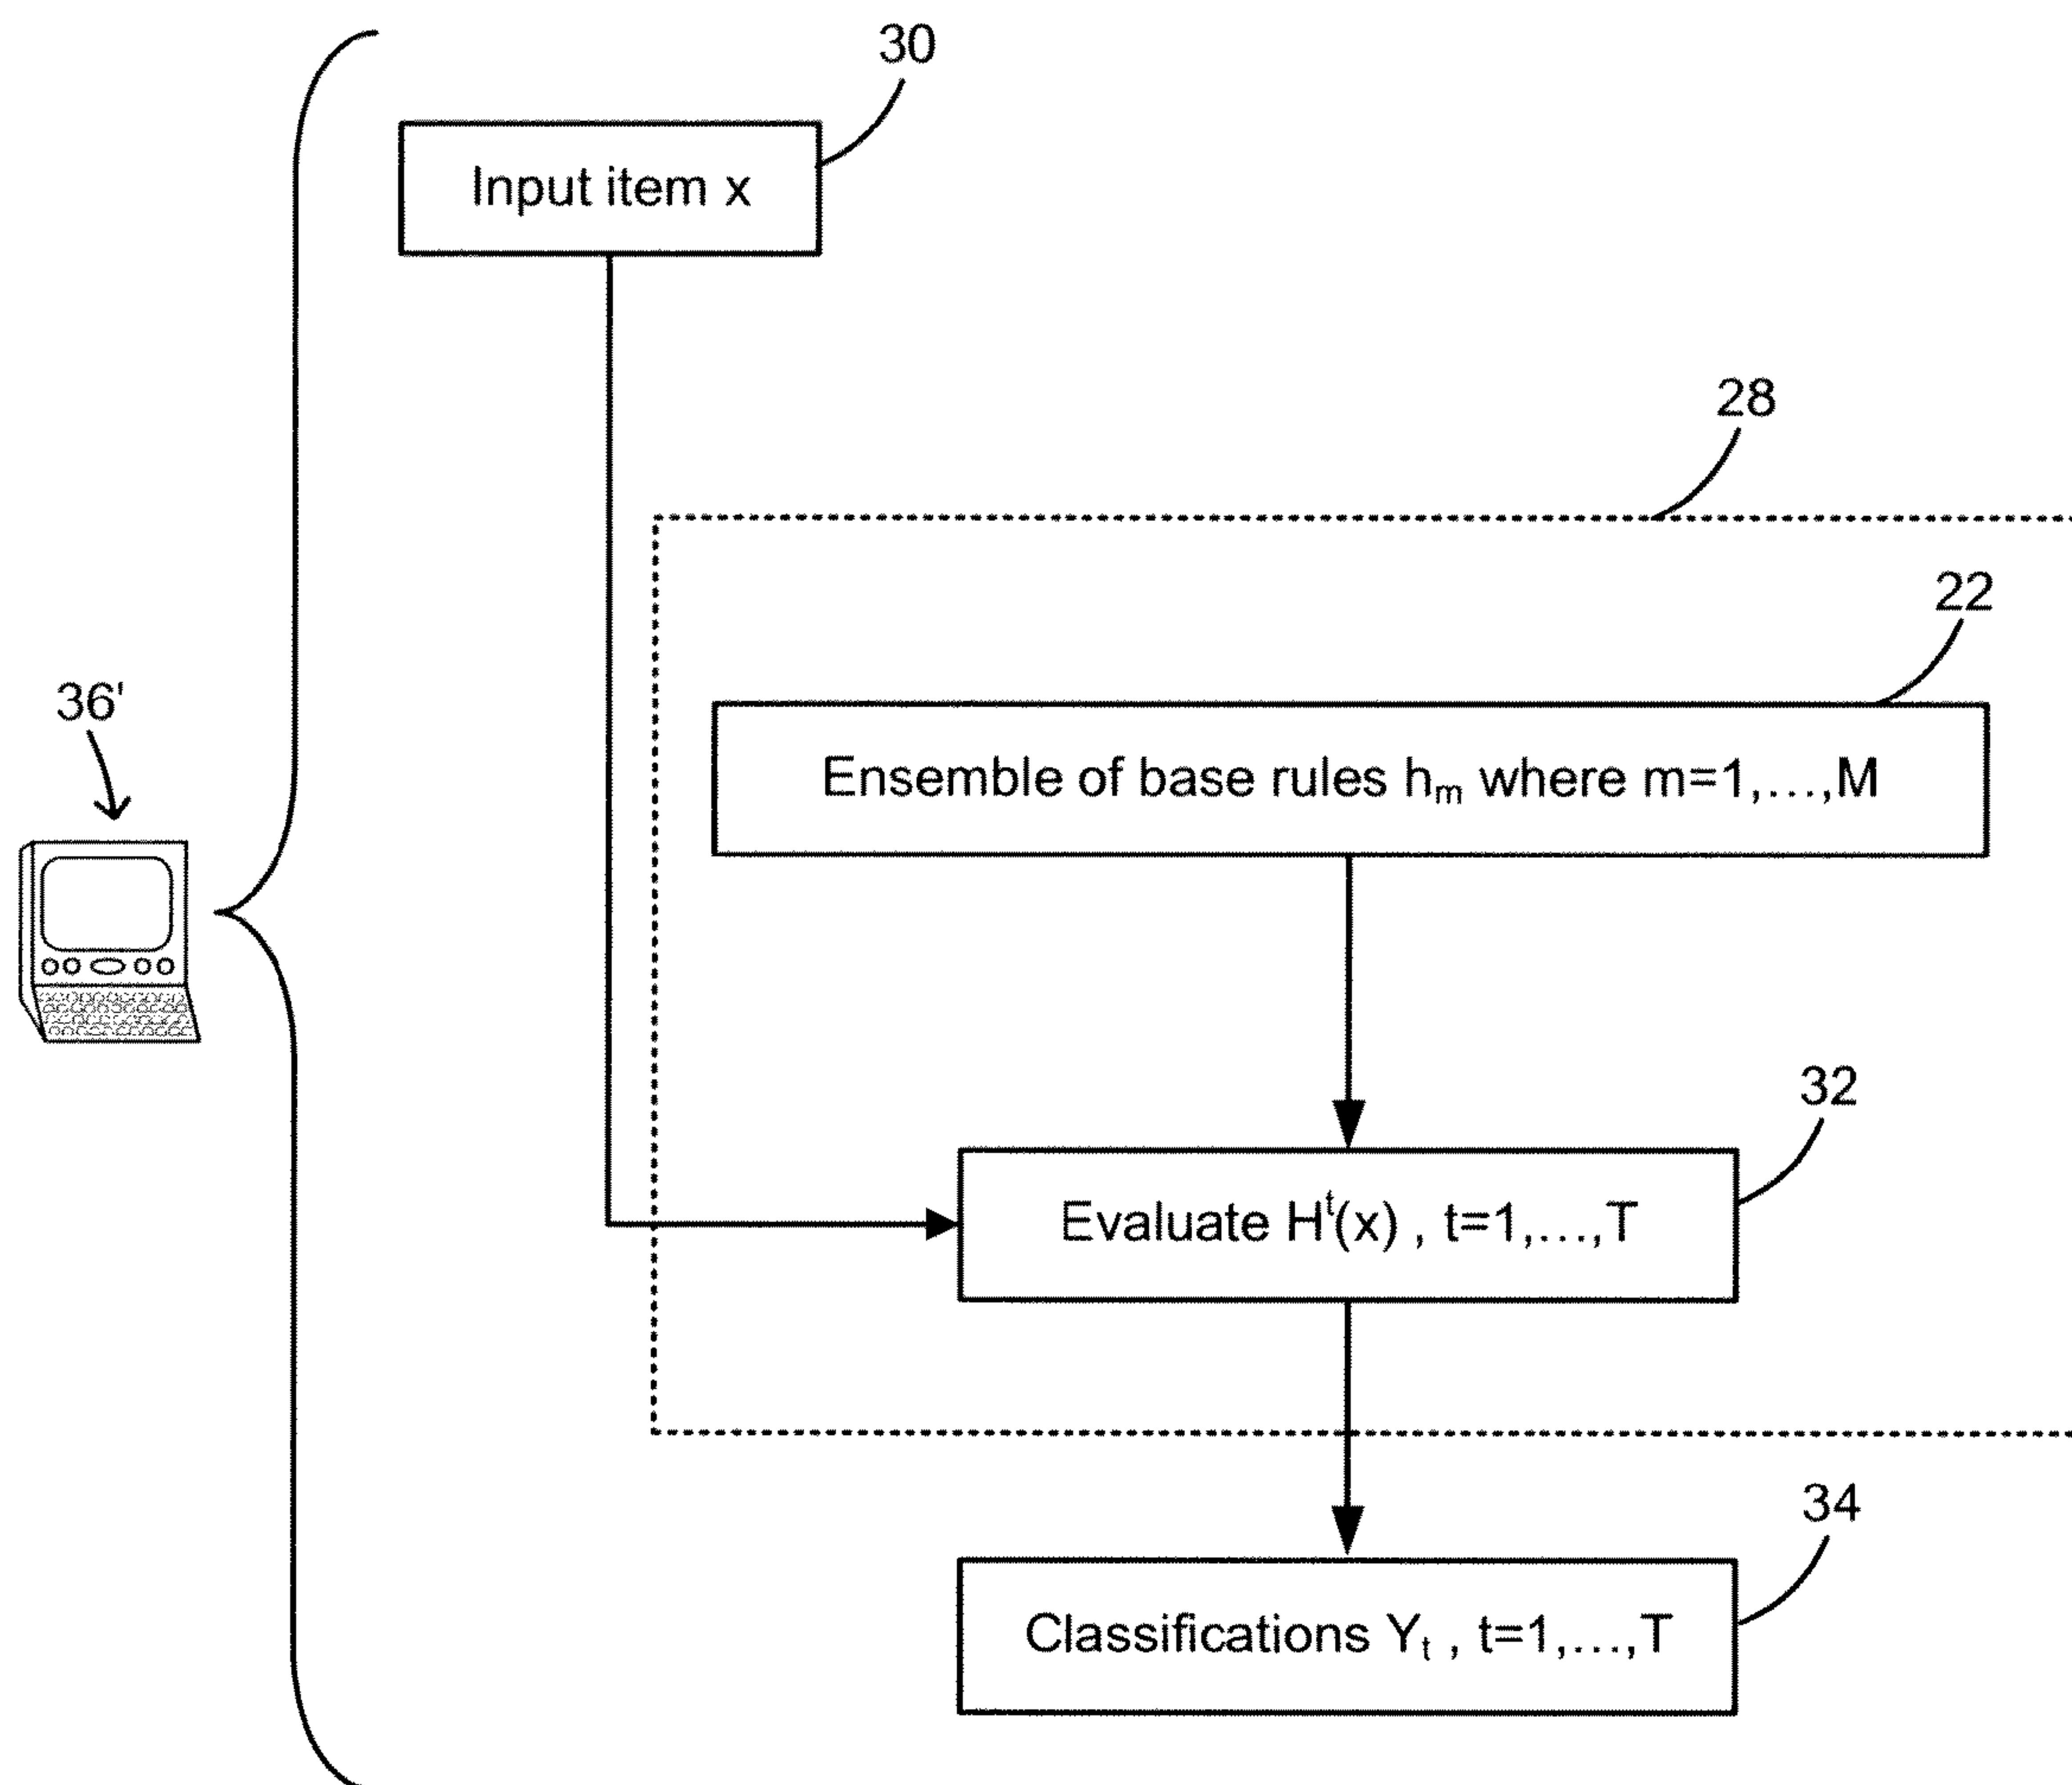 30
Input item x
28
22
36'
Ensemble of base rules hₘ where m=1,...,M
32
Evaluate Hᵗ(x) , t=1,...,T
34
Classifications Yₜ , t=1,...,T